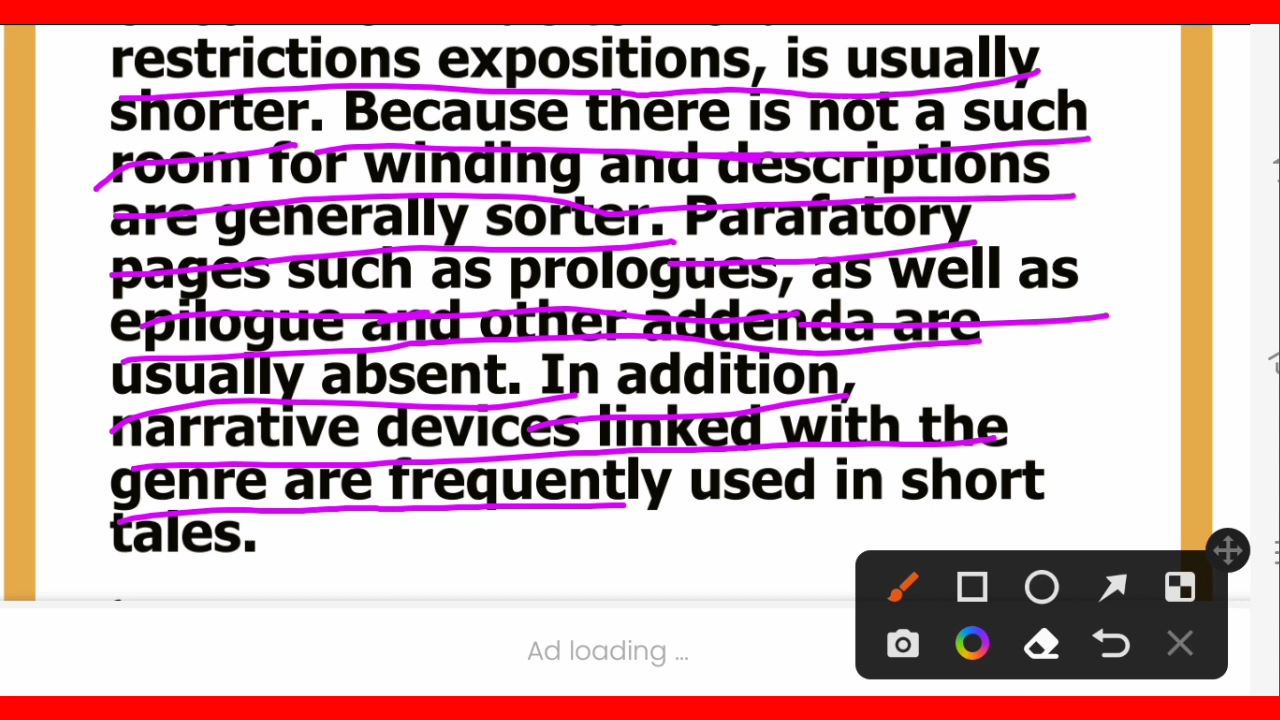 restrictions expositions, is usually
shorter. Because there is not a such
room for winding and descriptions
are generally sorter. Parafatory
pages such as prologues, as well as
epilogue and other addenda are
usually absent. In addition,
narrative devices linked with the
genre are frequently used in short
tales.
Ad loading ...